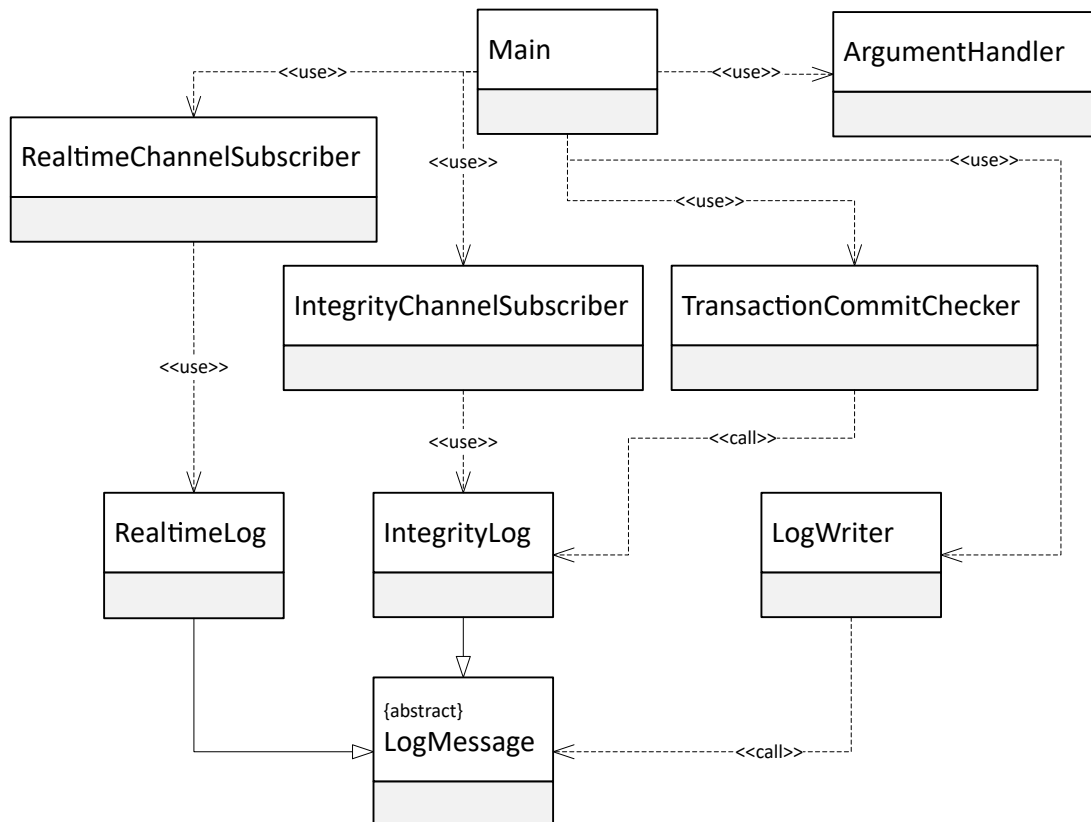 Main
ArgumentHandler
<<use>>
<<use>>
RealtimeChannelSubscriber
<<use>>
<<use>>
<<use>>
IntegrityChannelSubscriber
TransactionCommitChecker
<<use>>
<<use>>
<<call>>
RealtimeLog
IntegrityLog
LogWriter
{abstract}
LogMessage
<<call>>